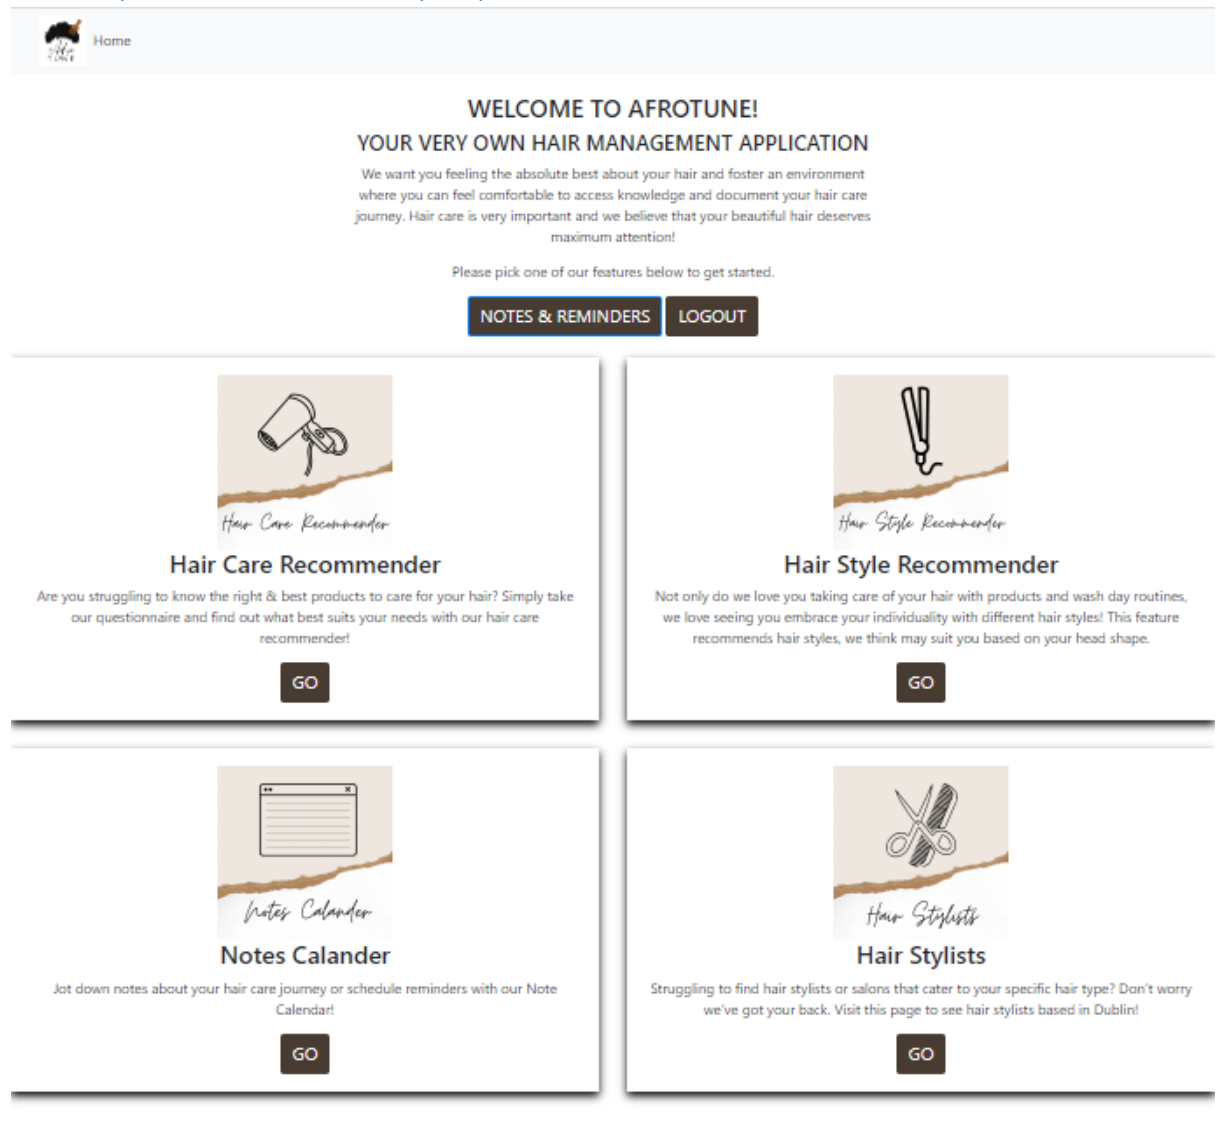 Afro
TUNE
Home
WELCOME TO AFROTUNE!
YOUR VERY OWN HAIR MANAGEMENT APPLICATION
We want you feeling the absolute best about your hair and foster an environment
where you can feel comfortable to access knowledge and document your hair care
journey. Hair care is very important and we believe that your beautiful hair deserves
maximum attention!
Please pick one of our features below to get started.
NOTES & REMINDERS
LOGOUT
Hair Care Recommender
Hair Care Recommender
Are you struggling to know the right & best products to care for your hair? Simply take
our questionnaire and find out what best suits your needs with our hair care
recommender!
GO
Hair Style Recommender
Hair Style Recommender
Not only do we love you taking care of your hair with products and wash day routines,
we love seeing you embrace your individuality with different hair styles! This feature
recommends hair styles, we think may suit you based on your head shape.
GO
Notes Calander
Notes Calander
Jot down notes about your hair care journey or schedule reminders with our Note
Calendar!
GO
Hair Stylists
Hair Stylists
Struggling to find hair stylists or salons that cater to your specific hair type? Don't worry
we've got your back. Visit this page to see hair stylists based in Dublin!
GO